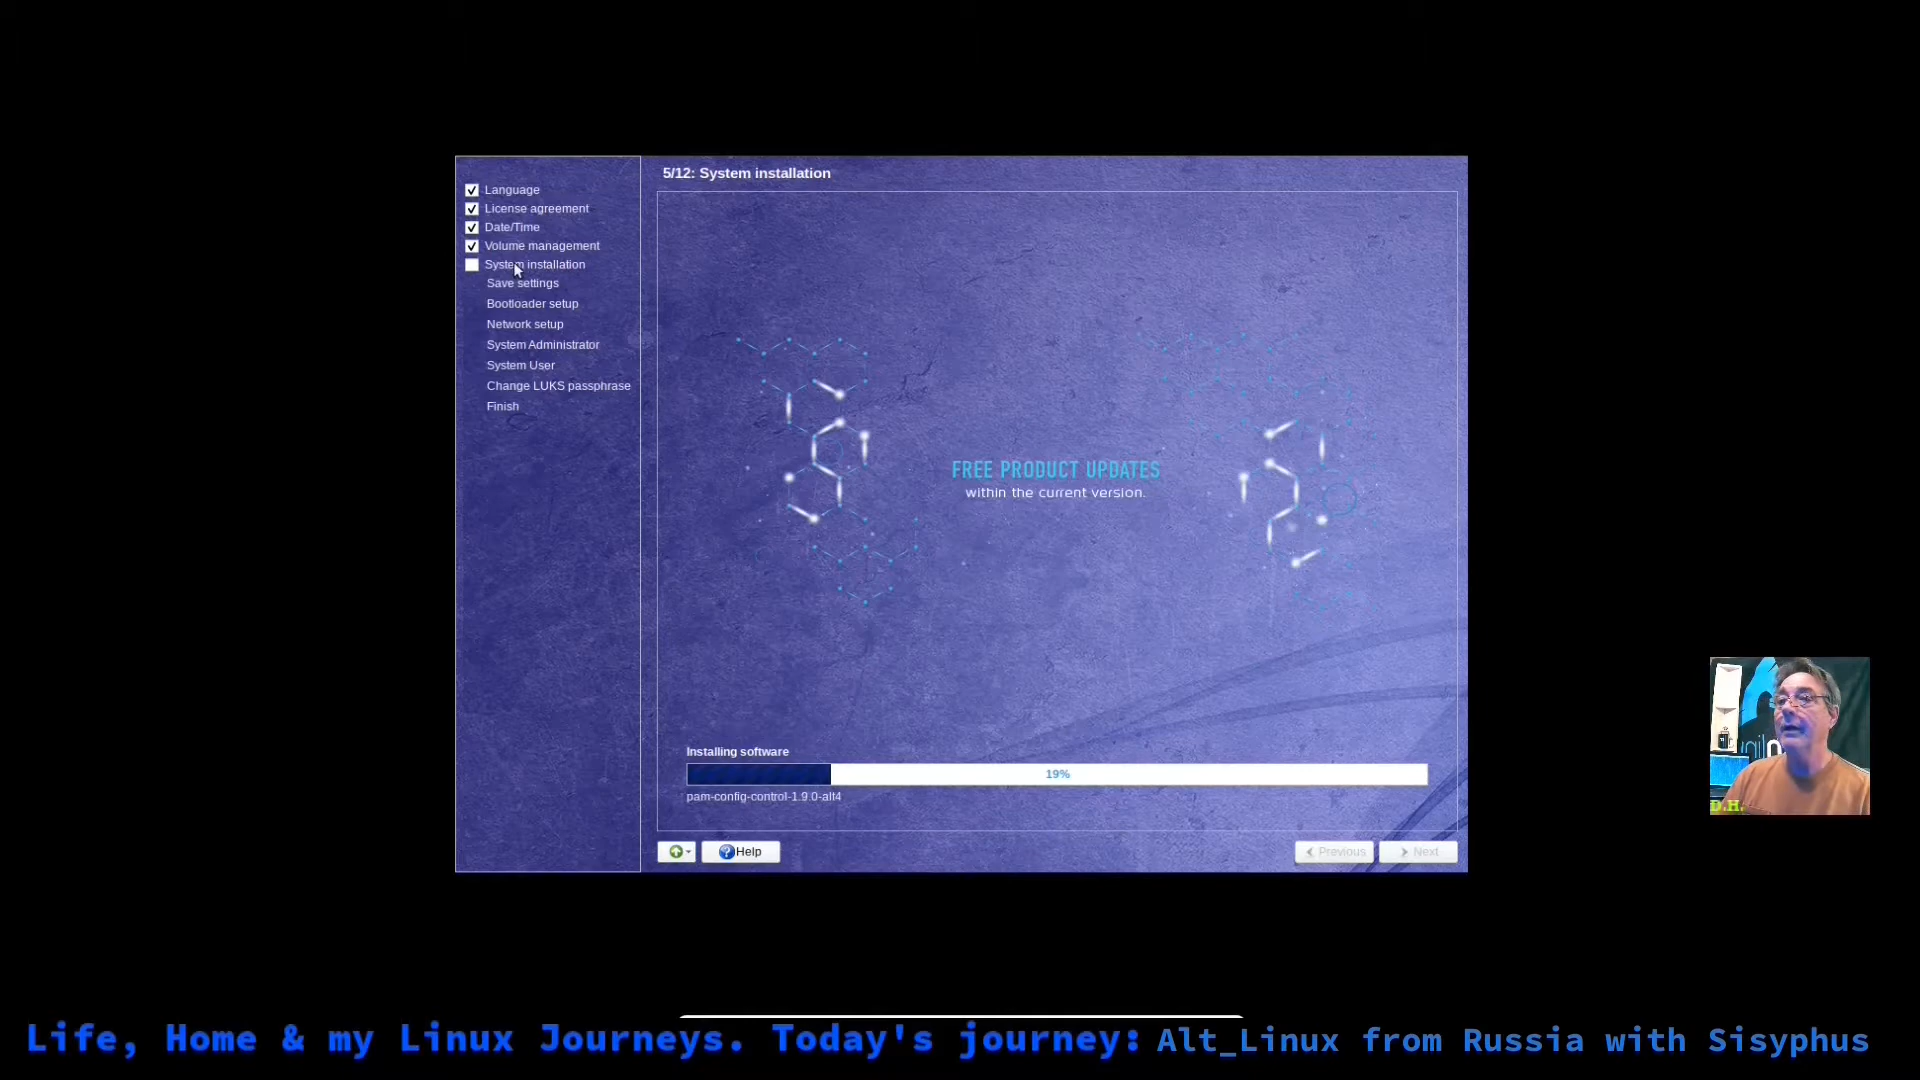 5/12: System installation
Language
License agreement
Date/Time
Volume management
System installation
Save settings
Bootloader setup
Network setup
System Administrator
System User
Change LUKS passphrase
Finish
FREE PRODUCT UPDATES
within the current version.
Installing software
19%
pam-config-control-1.9.0-alt4
Help
Previous
Next
D.H.
Life, Home & my Linux Journeys. Today's journey: Alt_Linux from Russia with Sisyphus